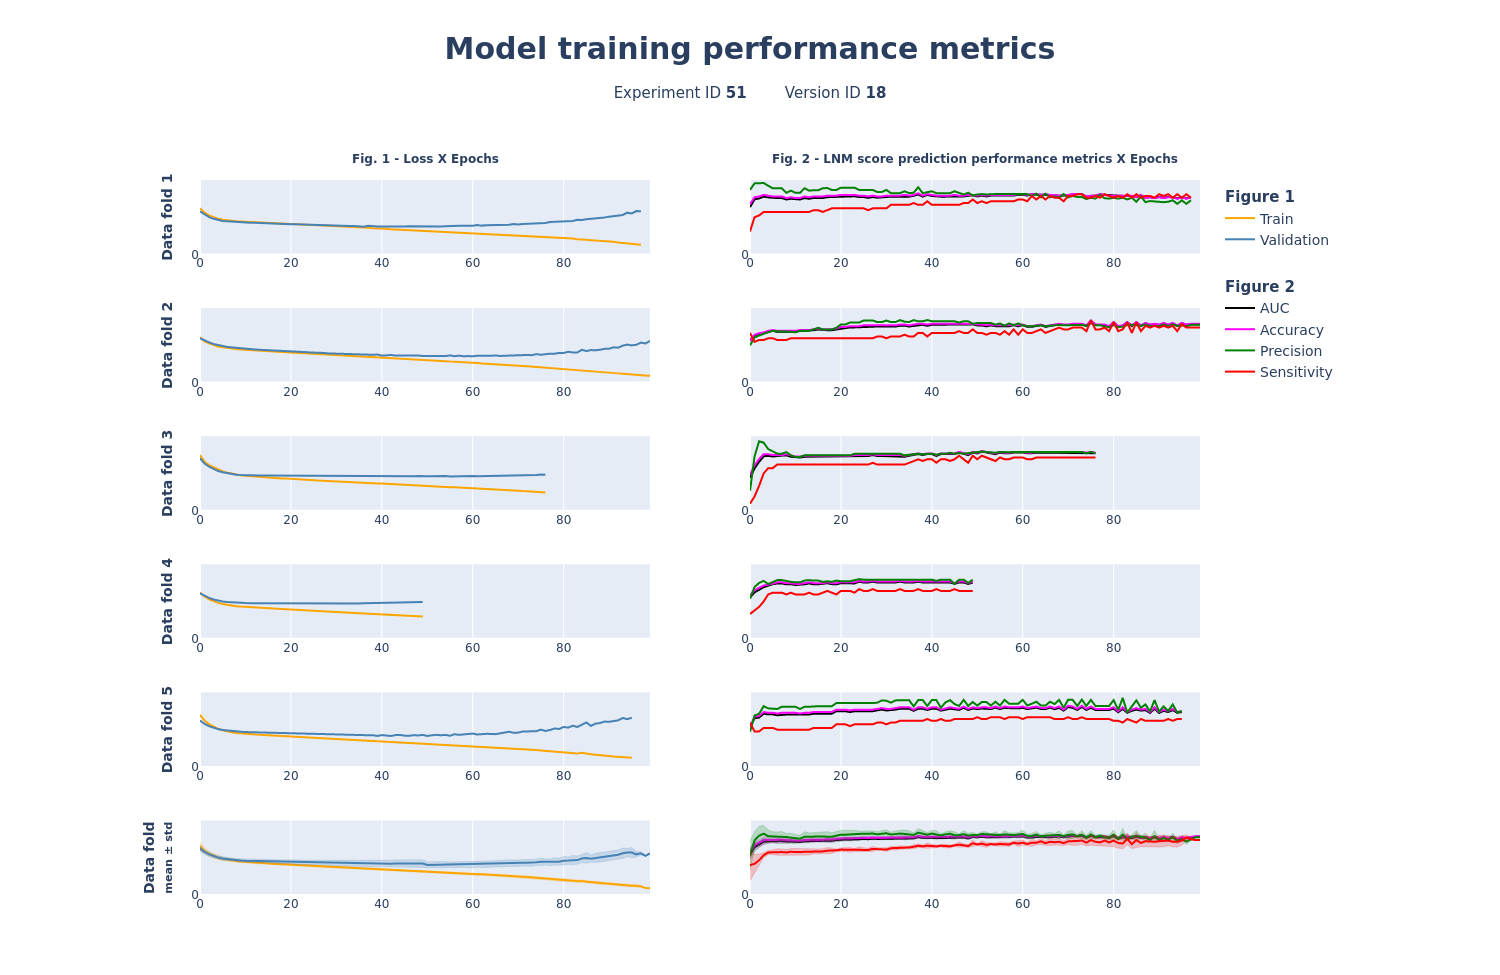 Model training performance metrics
Experiment ID 51 Version ID 18
Fig. 1 - Loss X Epochs
Fig. 2 - LNM score prediction performance metrics X Epochs
Data fold 1
0
0 20 40 60 80
0
0 20 40 60 80
Figure 1
Train
Validation
Figure 2
AUC
Accuracy
Precision
Sensitivity
Data fold 2
0
0 20 40 60 80
0
0 20 40 60 80
Data fold 3
0
0 20 40 60 80
0
0 20 40 60 80
Data fold 4
0
0 20 40 60 80
0
0 20 40 60 80
Data fold 5
0
0 20 40 60 80
0
0 20 40 60 80
Data fold
mean ± std
0
0 20 40 60 80
0
0 20 40 60 80